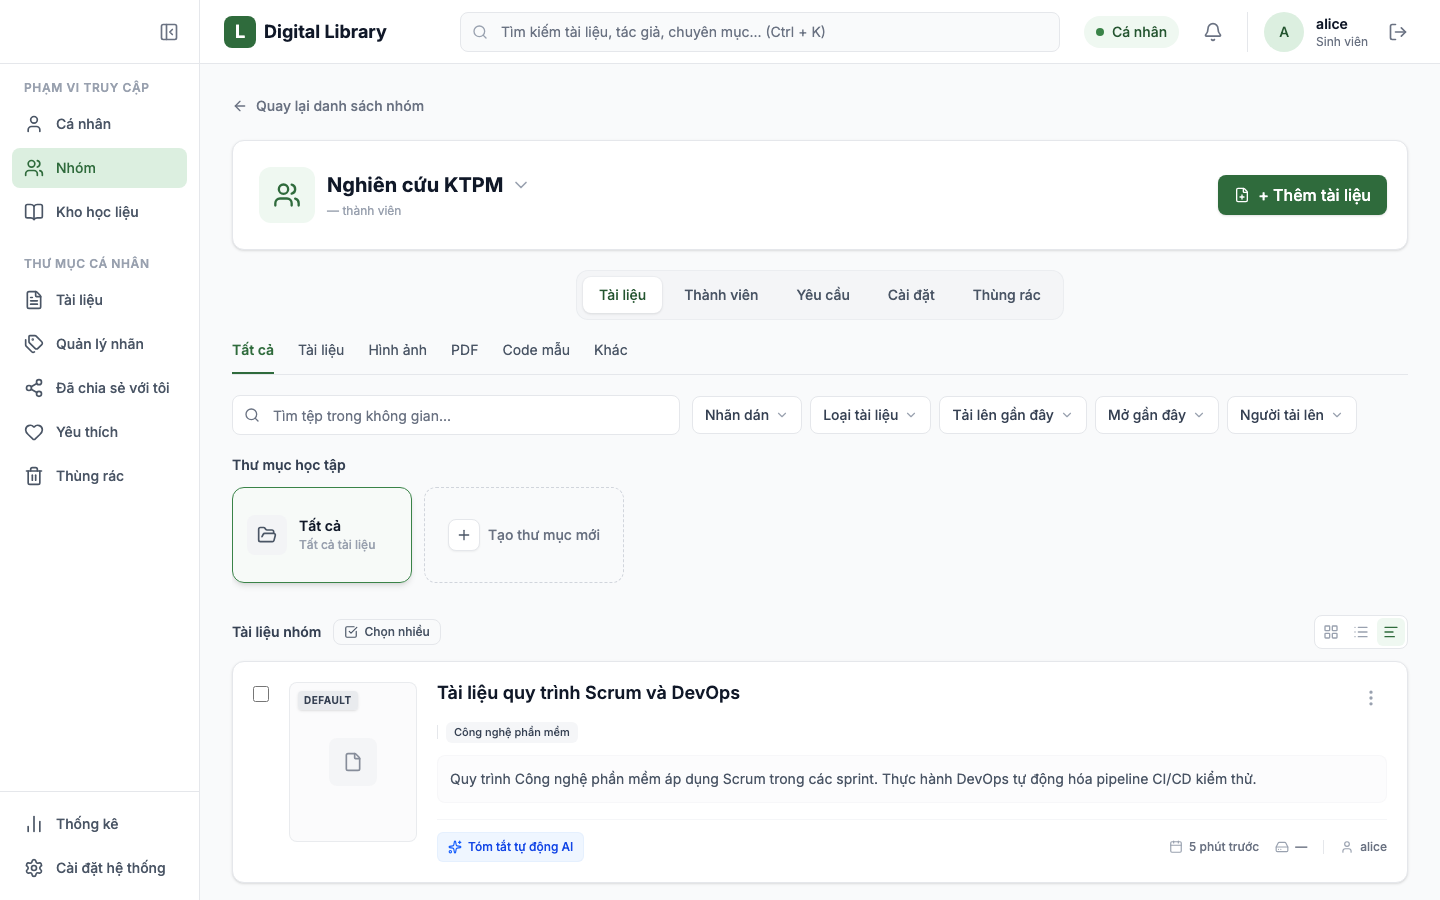 L Digital Library
Tìm kiếm tài liệu, tác giả, chuyên mục... (Ctrl + K)
Cá nhân
A
alice
Sinh viên
PHẠM VI TRUY CẬP
Cá nhân
Nhóm
Kho học liệu
THƯ MỤC CÁ NHÂN
Tài liệu
Quản lý nhãn
Đã chia sẻ với tôi
Yêu thích
Thùng rác
Thống kê
Cài đặt hệ thống
Quay lại danh sách nhóm
Nghiên cứu KTPM
— thành viên
+ Thêm tài liệu
Tài liệu Thành viên Yêu cầu Cài đặt Thùng rác
Tất cả Tài liệu Hình ảnh PDF Code mẫu Khác
Tìm tệp trong không gian...
Nhãn dán Loại tài liệu Tải lên gần đây Mở gần đây Người tải lên
Thư mục học tập
Tất cả
Tất cả tài liệu
Tạo thư mục mới
Tài liệu nhóm Chọn nhiều
DEFAULT
Tài liệu quy trình Scrum và DevOps
Công nghệ phần mềm
Quy trình Công nghệ phần mềm áp dụng Scrum trong các sprint. Thực hành DevOps tự động hóa pipeline CI/CD kiểm thử.
Tóm tắt tự động AI
5 phút trước — alice